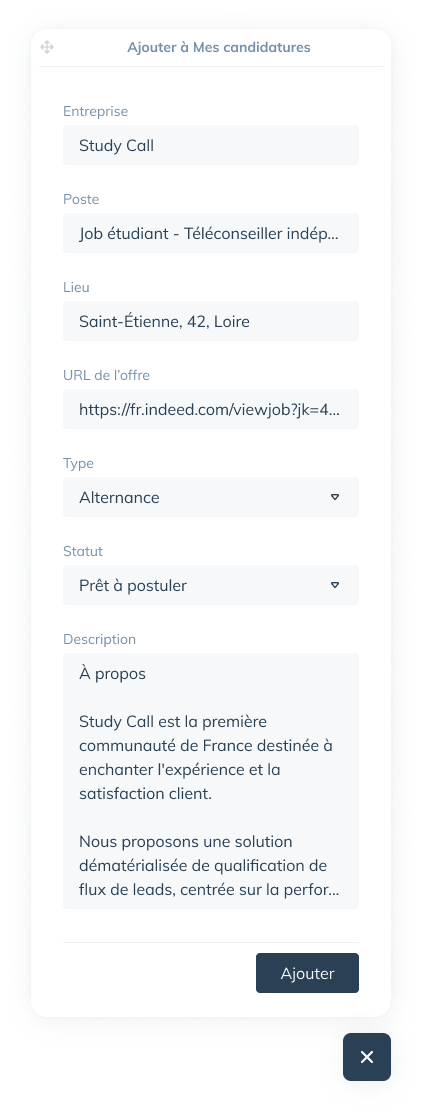 Ajouter à Mes candidatures
Entreprise
Study Call
Poste
Job étudiant - Téléconseiller indép...
Lieu
Saint-Étienne, 42, Loire
URL de l'offre
https://fr.indeed.com/viewjob?jk=4...
Type
Alternance
Statut
Prêt à postuler
Description
À propos
Study Call est la première
communauté de France destinée à
enchanter l'expérience et la
satisfaction client.
Nous proposons une solution
dématérialisée de qualification de
flux de leads, centrée sur la perfor...
Ajouter